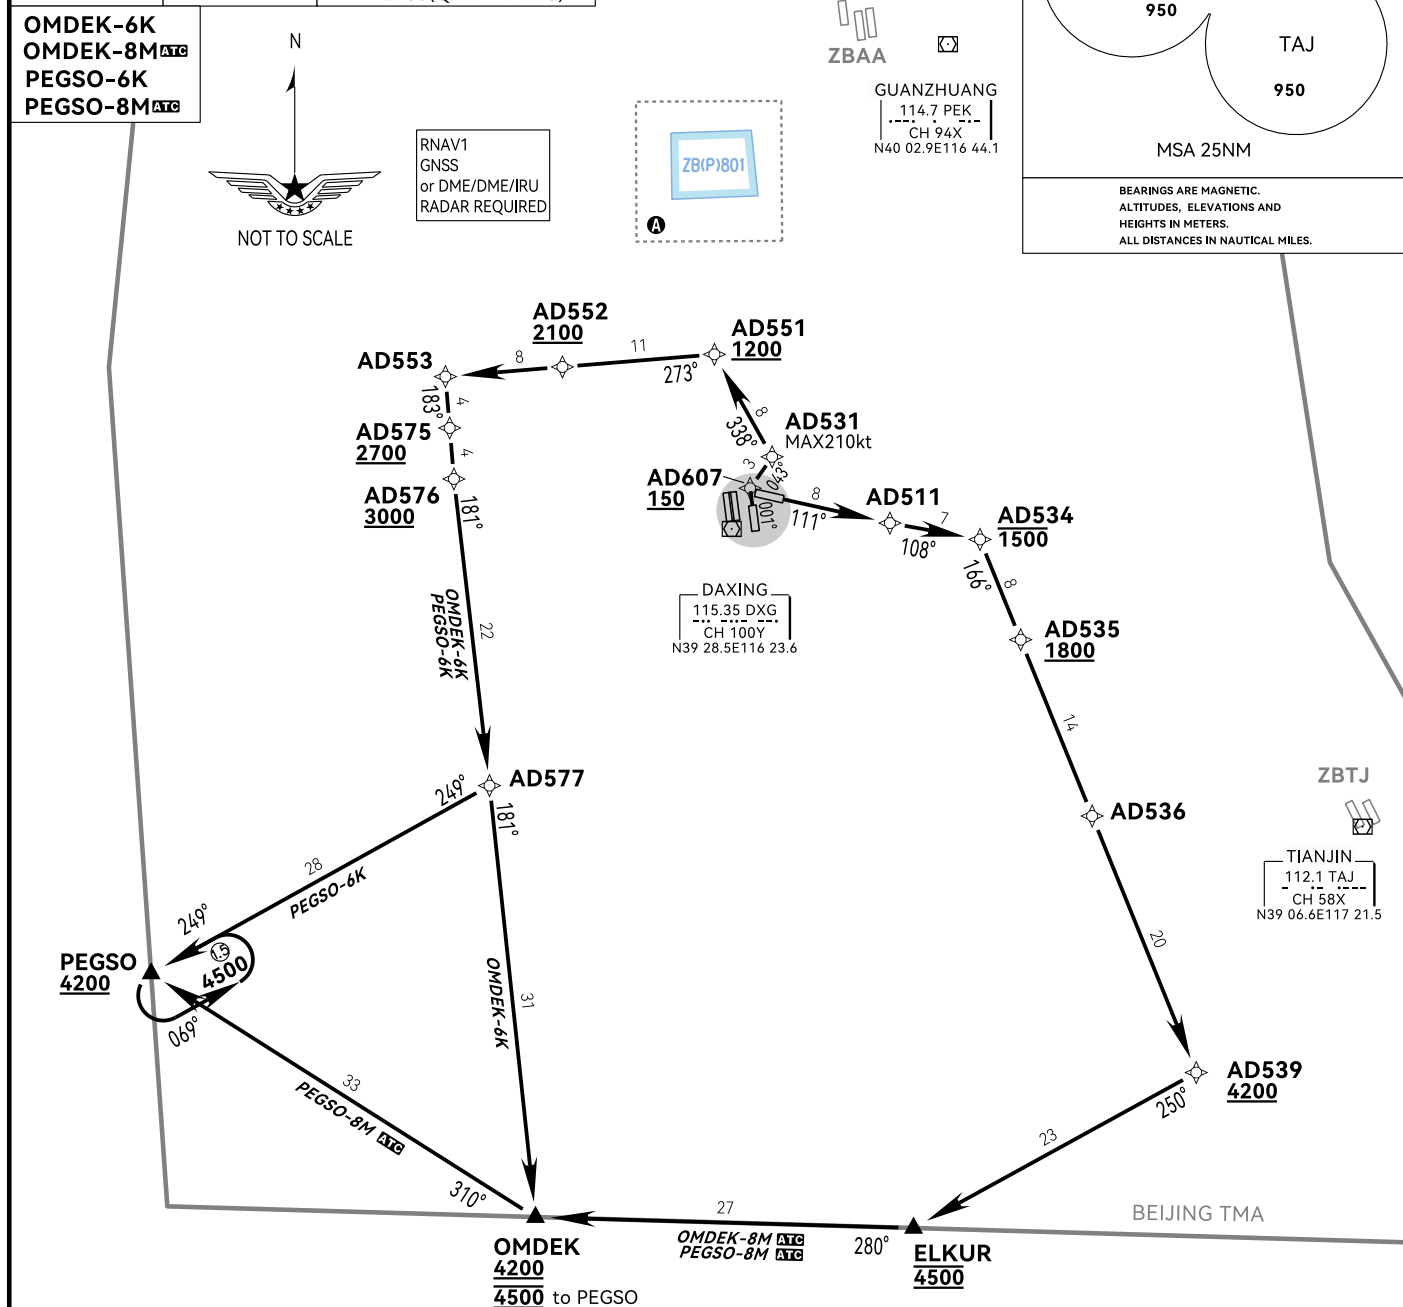 OMDEK-6K
OMDEK-8M ATC
PEGSO-6K
PEGSO-8M ATC
N
NOT TO SCALE
RNAV1
GNSS
or DME/DME/IRU
RADAR REQUIRED
ZB(P)801
A
ZBAA
GUANZHUANG
114.7 PEK
CH 94X
N40 02.9E116 44.1
950
TAJ
950
MSA 25NM
BEARINGS ARE MAGNETIC.
ALTITUDES, ELEVATIONS AND
HEIGHTS IN METERS.
ALL DISTANCES IN NAUTICAL MILES.
AD552
2100
AD551
1200
11
8
273°
AD553
183°
4
AD575
2700
4
AD576
3000
181°
8
338°
AD531
MAX210kt
3
043°
AD607
150
001°
8
111°
AD511
7
108°
AD534
1500
166°
8
AD535
1800
DAXING
115.35 DXG
CH 100Y
N39 28.5E116 23.6
OMDEK-6K
PEGSO-6K
22
14
AD577
249°
181°
AD536
ZBTJ
TIANJIN
112.1 TAJ
CH 58X
N39 06.6E117 21.5
28
PEGSO-6K
249°
20
PEGSO
4200
1.5
4500
069°
OMDEK-6K
31
33
PEGSO-8M ATC
310°
AD539
4200
250°
23
BEIJING TMA
27
OMDEK-8M ATC
PEGSO-8M ATC
280°
ELKUR
4500
OMDEK
4200
4500 to PEGSO